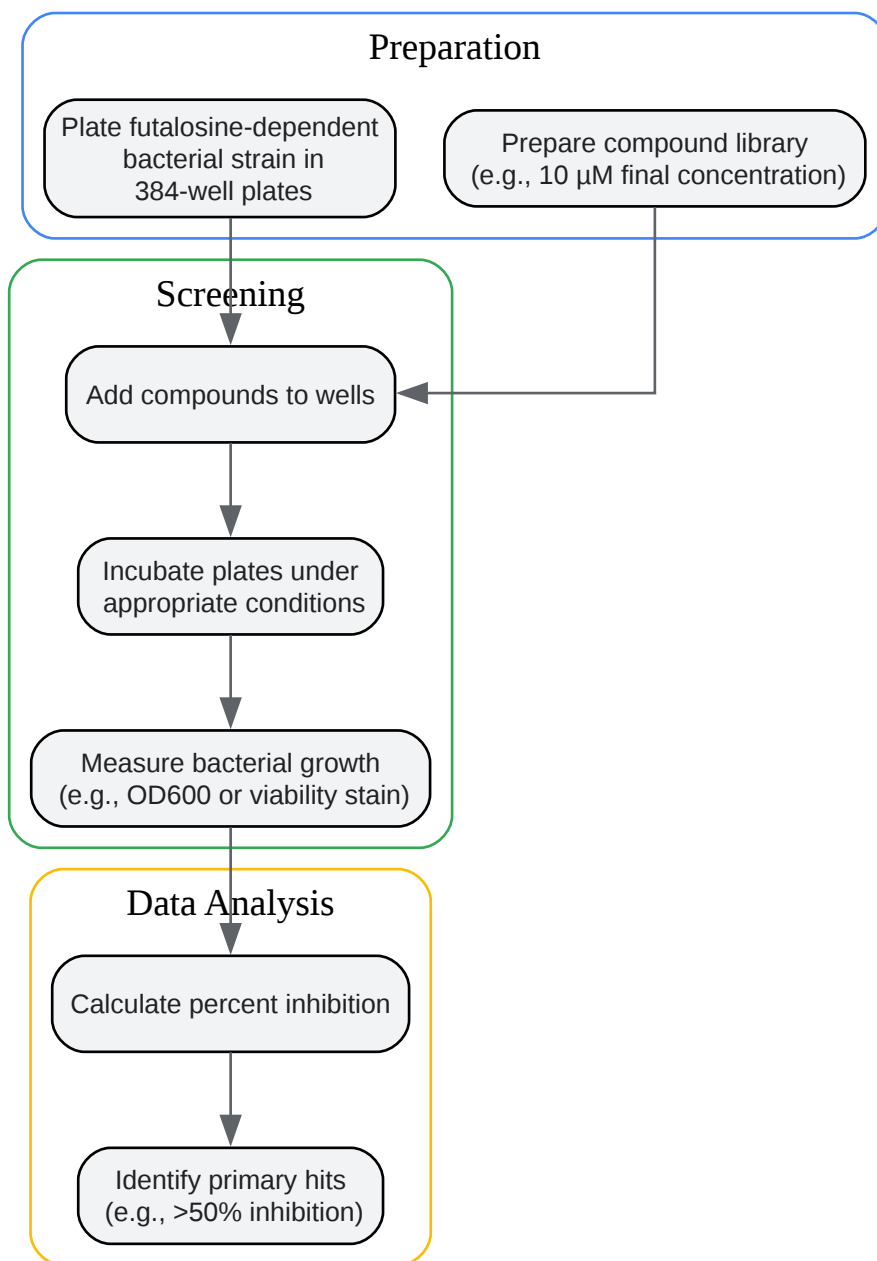 Preparation
Plate futalosine-dependent
bacterial strain in
384-well plates
Prepare compound library
(e.g., 10 µM final concentration)
Screening
Add compounds to wells
Incubate plates under
appropriate conditions
Measure bacterial growth
(e.g., OD600 or viability stain)
Data Analysis
Calculate percent inhibition
Identify primary hits
(e.g., >50% inhibition)